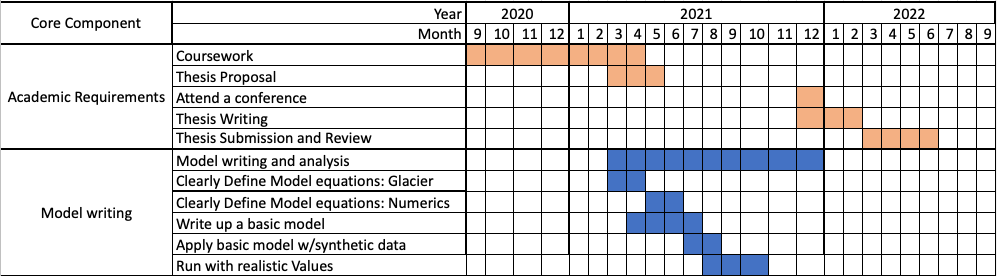 Core Component Year 2020 2021 2022
Month 9 10 11 12 1 2 3 4 5 6 7 8 9 10 11 12 1 2 3 4 5 6 7 8 9
Academic Requirements
Coursework
Thesis Proposal
Attend a conference
Thesis Writing
Thesis Submission and Review
Model writing
Model writing and analysis
Clearly Define Model equations: Glacier
Clearly Define Model equations: Numerics
Write up a basic model
Apply basic model w/synthetic data
Run with realistic Values